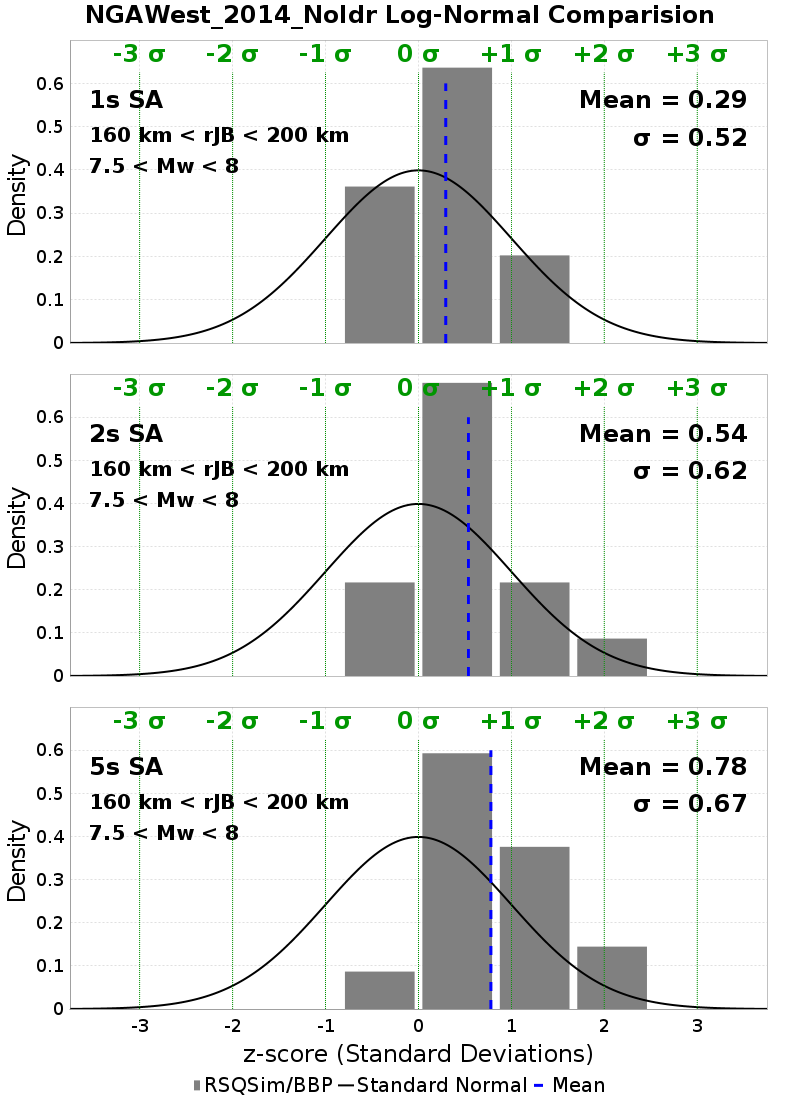 NGAWest_2014_NoIdr Log-Normal Comparision
-3 σ -2 σ -1 σ 0 σ +1 σ +2 σ +3 σ
1s SA
Mean = 0.29
160 km < rJB < 200 km
σ = 0.52
7.5 < Mw < 8
Density
0.6
0.5
0.4
0.3
0.2
0.1
0
-3 σ -2 σ -1 σ 0 σ +1 σ +2 σ +3 σ
2s SA
Mean = 0.54
160 km < rJB < 200 km
σ = 0.62
7.5 < Mw < 8
Density
0.6
0.5
0.4
0.3
0.2
0.1
0
-3 σ -2 σ -1 σ 0 σ +1 σ +2 σ +3 σ
5s SA
Mean = 0.78
160 km < rJB < 200 km
σ = 0.67
7.5 < Mw < 8
Density
0.6
0.5
0.4
0.3
0.2
0.1
0
-3 -2 -1 0 1 2 3
z-score (Standard Deviations)
RSQSim/BBP Standard Normal Mean